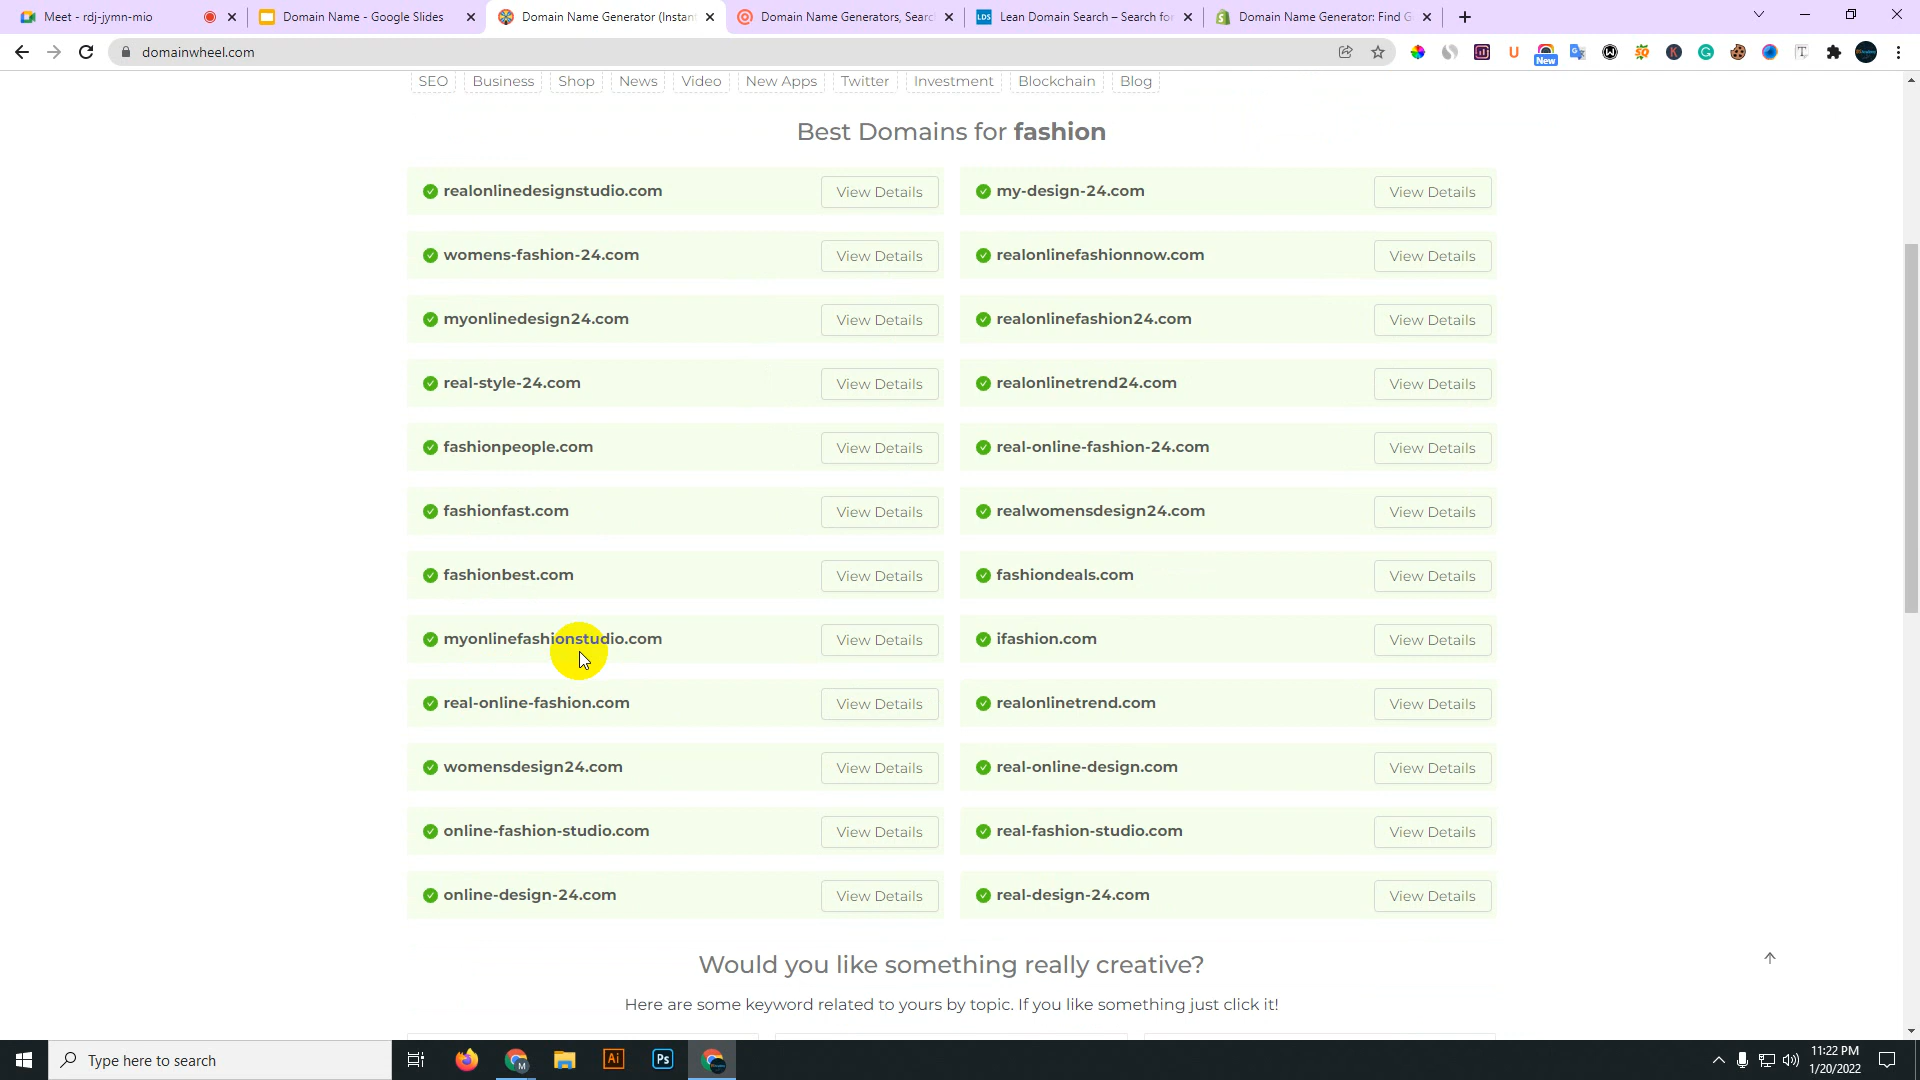 Meet - rdj-jymn-mio
Domain Name - Google Slides
Domain Name Generator (Instant
Domain Name Generators, Search
Lean Domain Search – Search for
Domain Name Generator: Find G
domainwheel.com
New
SEO
Business
Shop
News
Video
New Apps
Twitter
Investment
Blockchain
Blog
Best Domains for fashion
realonlinedesignstudio.com
View Details
my-design-24.com
View Details
womens-fashion-24.com
View Details
realonlinefashionnow.com
View Details
myonlinedesign24.com
View Details
realonlinefashion24.com
View Details
real-style-24.com
View Details
realonlinetrend24.com
View Details
fashionpeople.com
View Details
real-online-fashion-24.com
View Details
fashionfast.com
View Details
realwomensdesign24.com
View Details
fashionbest.com
View Details
fashiondeals.com
View Details
myonlinefashionstudio.com
View Details
ifashion.com
View Details
real-online-fashion.com
View Details
realonlinetrend.com
View Details
womensdesign24.com
View Details
real-online-design.com
View Details
online-fashion-studio.com
View Details
real-fashion-studio.com
View Details
online-design-24.com
View Details
real-design-24.com
View Details
Would you like something really creative?
Here are some keyword related to yours by topic. If you like something just click it!
Type here to search
11:22 PM
1/20/2022